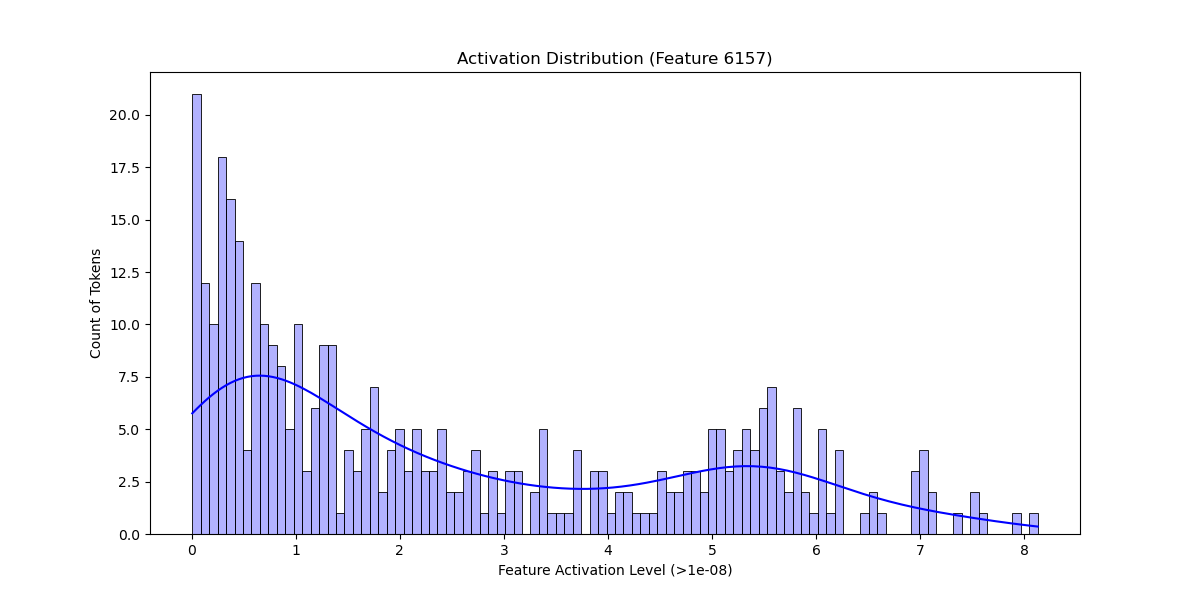 Activation Distribution (Feature 6157)
Count of Tokens
20.0
17.5
15.0
12.5
10.0
7.5
5.0
2.5
0.0
0 1 2 3 4 5 6 7 8
Feature Activation Level (>1e-08)